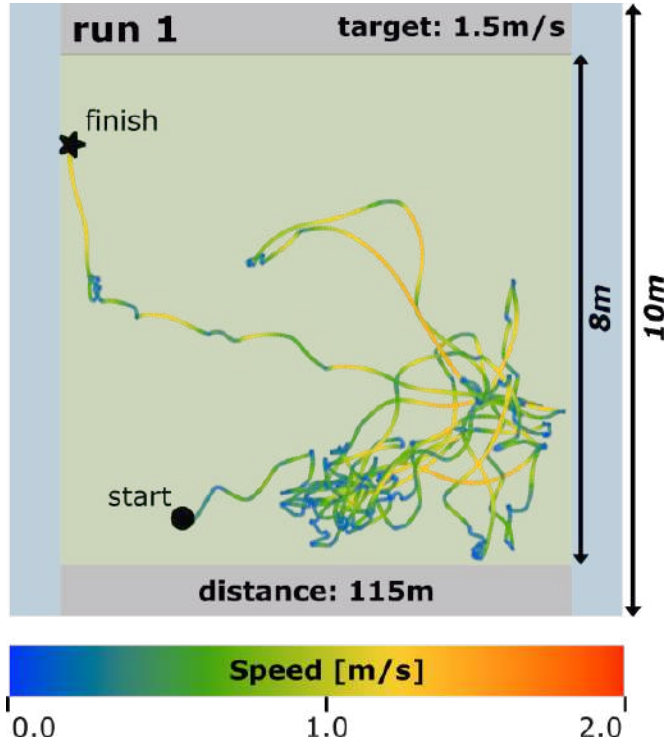 run 1
target: 1.5m/s
finish
8m
10m
start
distance: 115m
Speed [m/s]
0.0
1.0
2.0